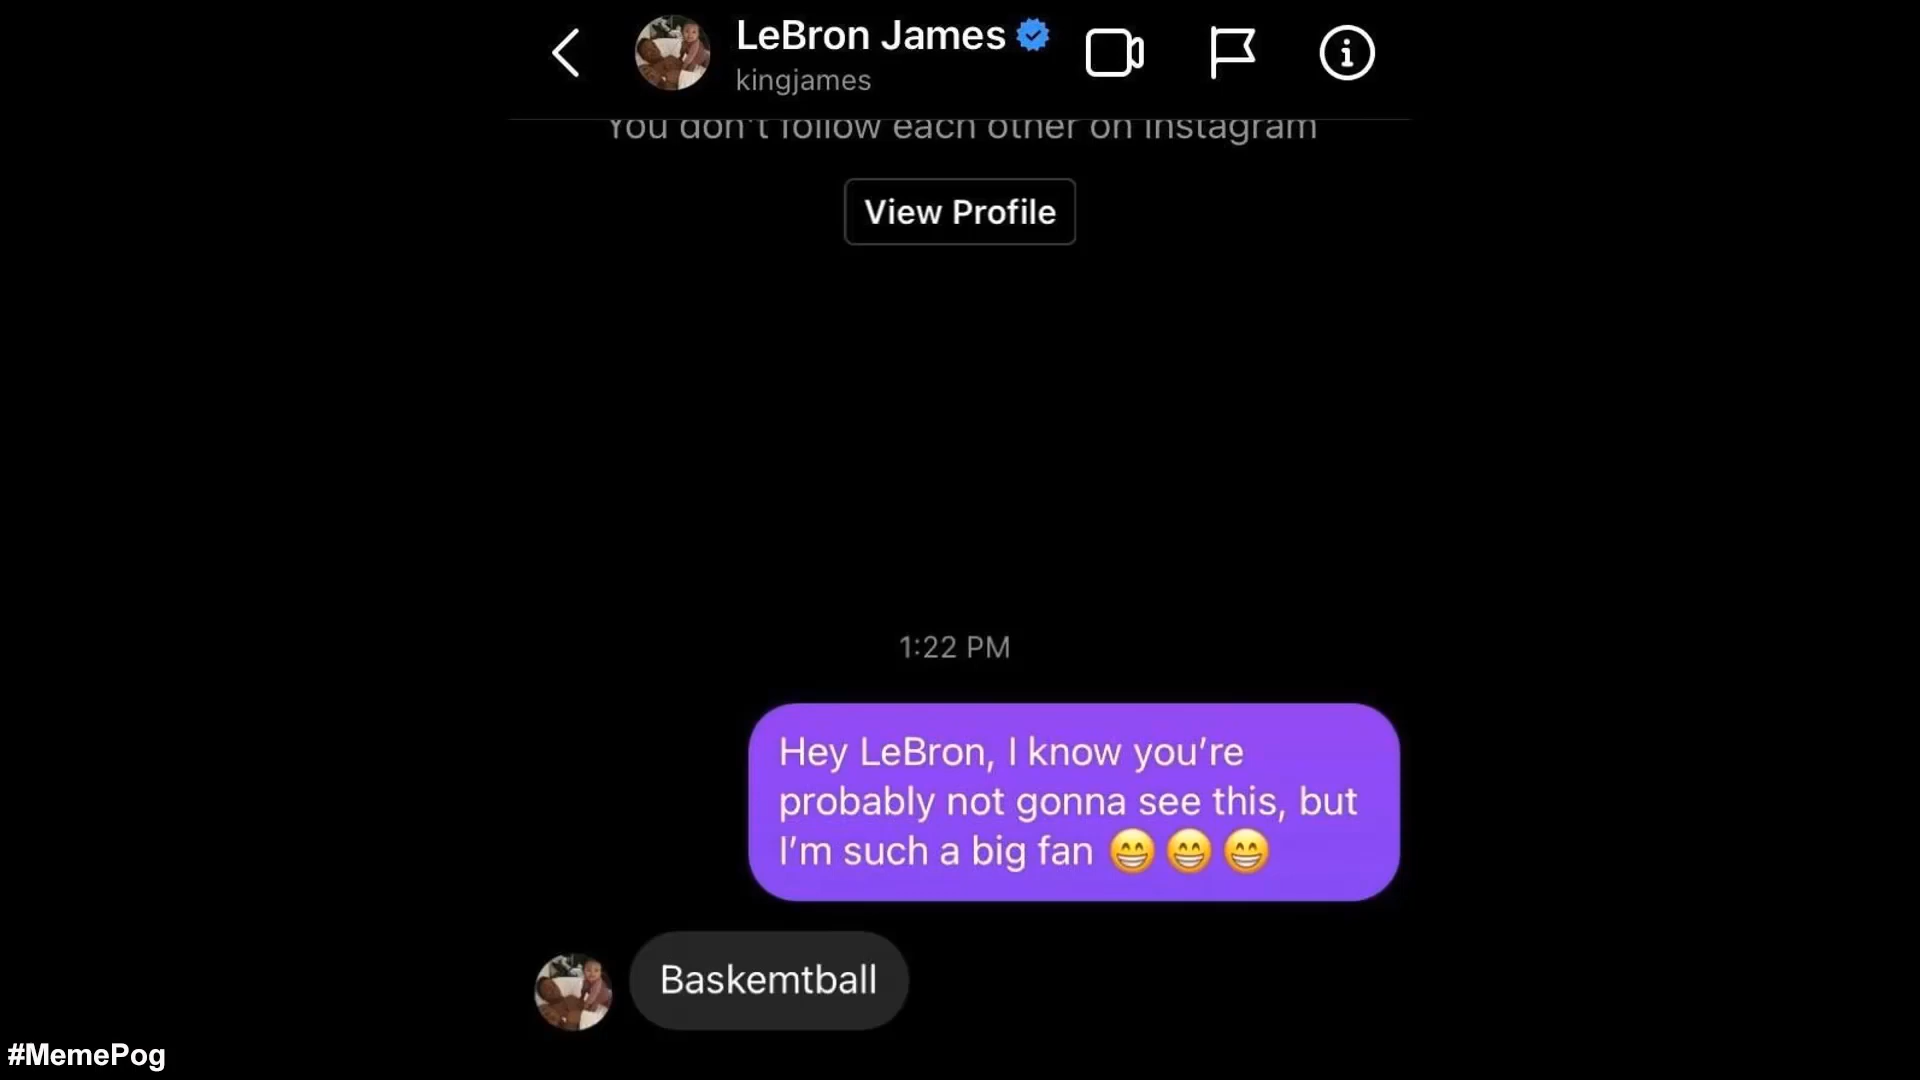 LeBron James
kingjames
You don't follow each other on Instagram
View Profile
1:22 PM
Hey LeBron, I know you’re
probably not gonna see this, but
I’m such a big fan 😁😁😁
Baskemtball
#MemePog